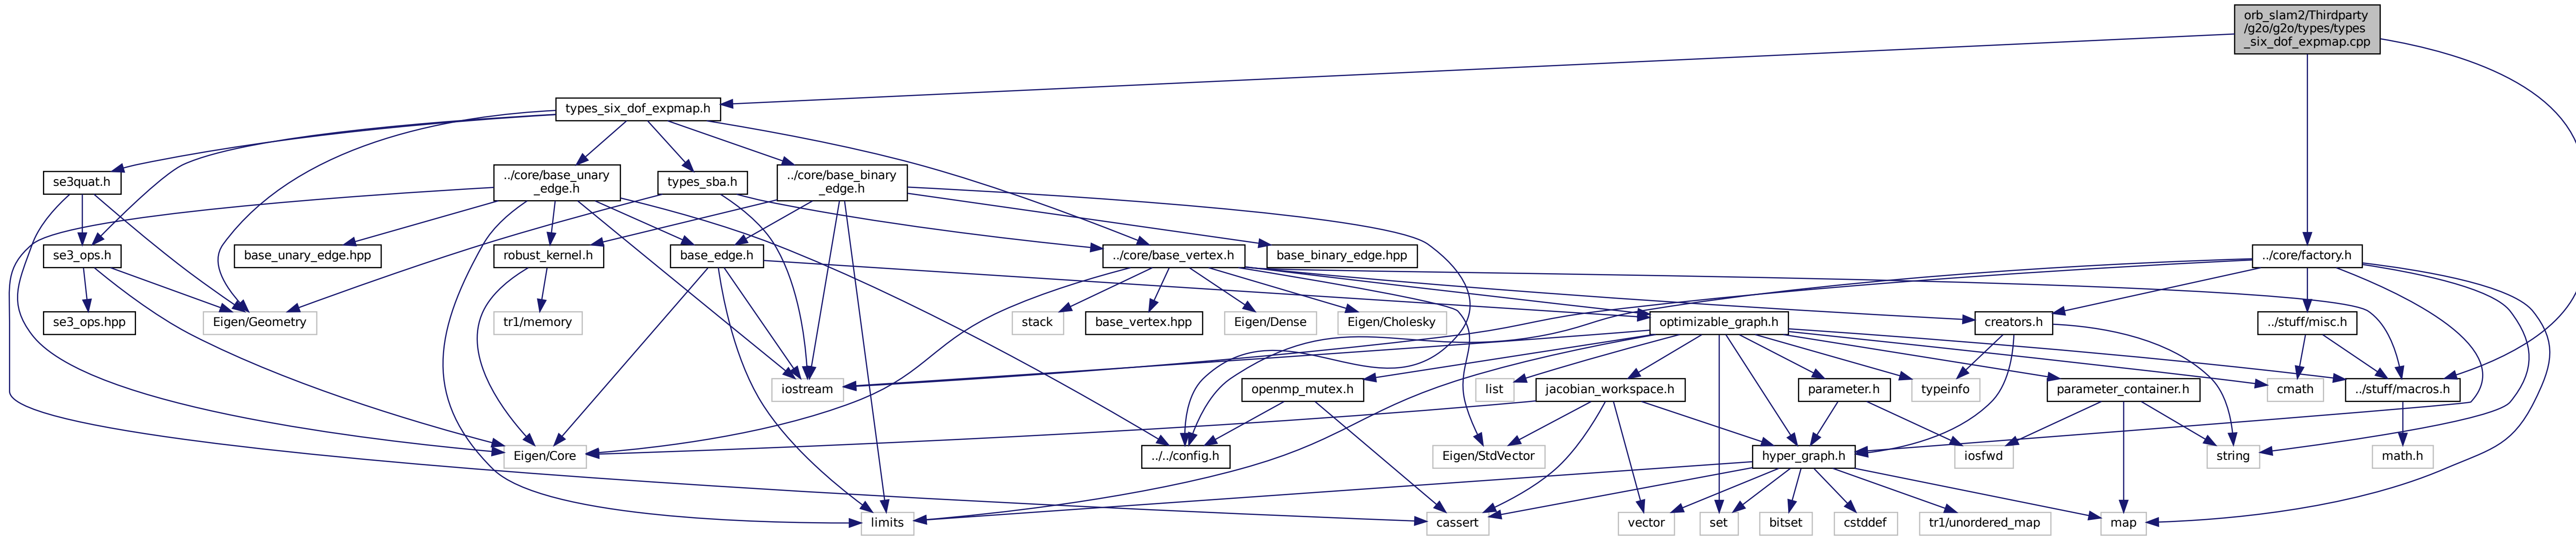 orb_slam2/Thirdparty
/g2o/g2o/types/types
_six_dof_expmap.cpp
types_six_dof_expmap.h
se3quat.h
../core/base_unary
_edge.h
types_sba.h
../core/base_binary
_edge.h
se3_ops.h
base_unary_edge.hpp
robust_kernel.h
base_edge.h
../core/base_vertex.h
base_binary_edge.hpp
../core/factory.h
se3_ops.hpp
Eigen/Geometry
tr1/memory
stack
base_vertex.hpp
Eigen/Dense
Eigen/Cholesky
optimizable_graph.h
creators.h
../stuff/misc.h
iostream
openmp_mutex.h
list
jacobian_workspace.h
parameter.h
typeinfo
parameter_container.h
cmath
../stuff/macros.h
Eigen/Core
../../config.h
Eigen/StdVector
hyper_graph.h
iosfwd
string
math.h
limits
cassert
vector
set
bitset
cstddef
tr1/unordered_map
map